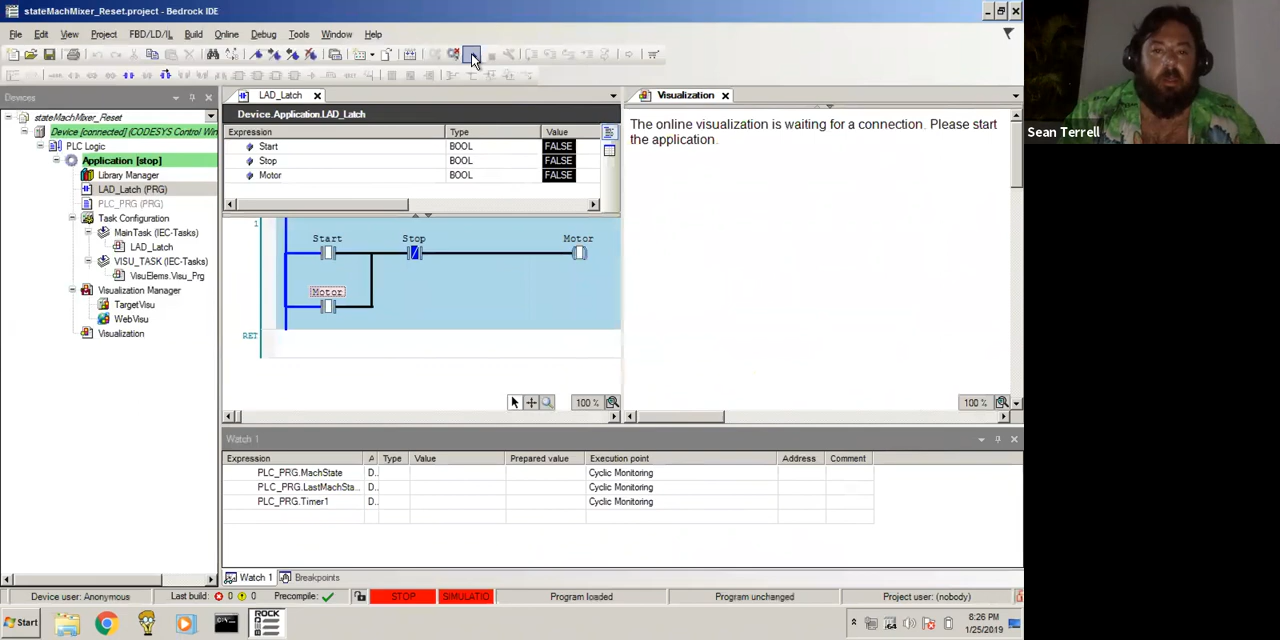 stateMachMixer_Reset.project - Bedrock IDE
File Edit View Project FBD/LD/IL Build Online Debug Tools Window Help
Devices
stateMachMixer_Reset
Device [connected] (CODESYS Control Win
PLC Logic
Application [stop]
Library Manager
LAD_Latch (PRG)
PLC_PRG (PRG)
Task Configuration
MainTask (IEC-Tasks)
LAD_Latch
VISU_TASK (IEC-Tasks)
VisuElems.Visu_Prg
Visualization Manager
TargetVisu
WebVisu
Visualization
LAD_Latch
Device.Application.LAD_Latch
Expression Type Value
Start BOOL FALSE
Stop BOOL FALSE
Motor BOOL FALSE
1
Start Stop Motor
Motor
RET
100 %
Visualization
The online visualization is waiting for a connection. Please start
the application.
100 %
Sean Terrell
Watch 1
Expression A Type Value Prepared value Execution point Address Comment
PLC_PRG.MachState D.. Cyclic Monitoring
PLC_PRG.LastMachSta... D.. Cyclic Monitoring
PLC_PRG.Timer1 D.. Cyclic Monitoring
Watch 1 Breakpoints
Device user: Anonymous Last build: 0 0 Precompile: STOP SIMULATIO Program loaded Program unchanged Project user: (nobody)
Start
ROCK
8:26 PM
1/25/2019